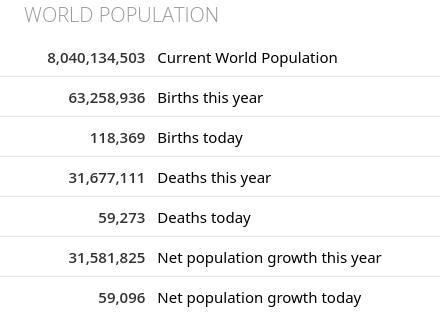 WORLD POPULATION
8,040,134,503 Current World Population
63,258,936 Births this year
118,369 Births today
31,677,111 Deaths this year
59,273 Deaths today
31,581,825 Net population growth this year
59,096 Net population growth today